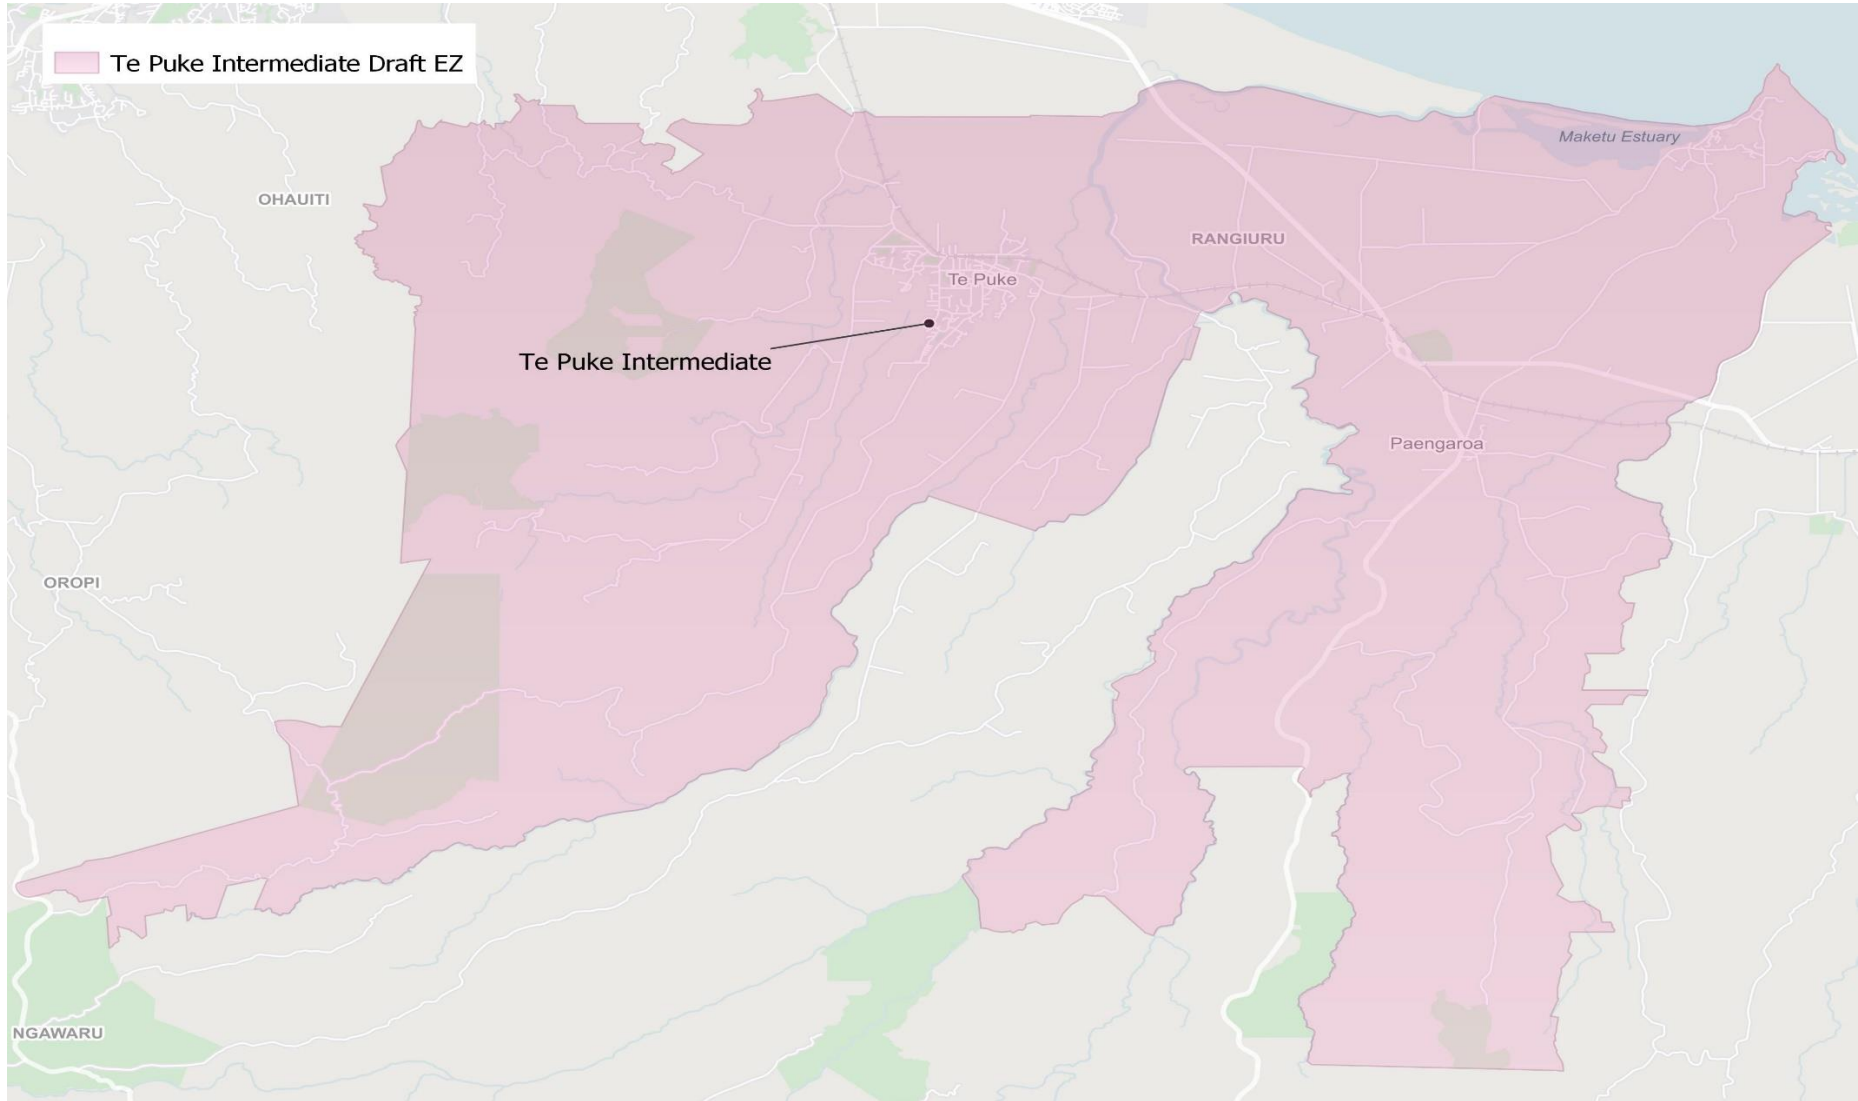 Te Puke Intermediate Draft EZ
Maketu Estuary
OHAUITI
RANGIURU
Te Puke
Te Puke Intermediate
Paengaroa
OROPI
NGAWARU